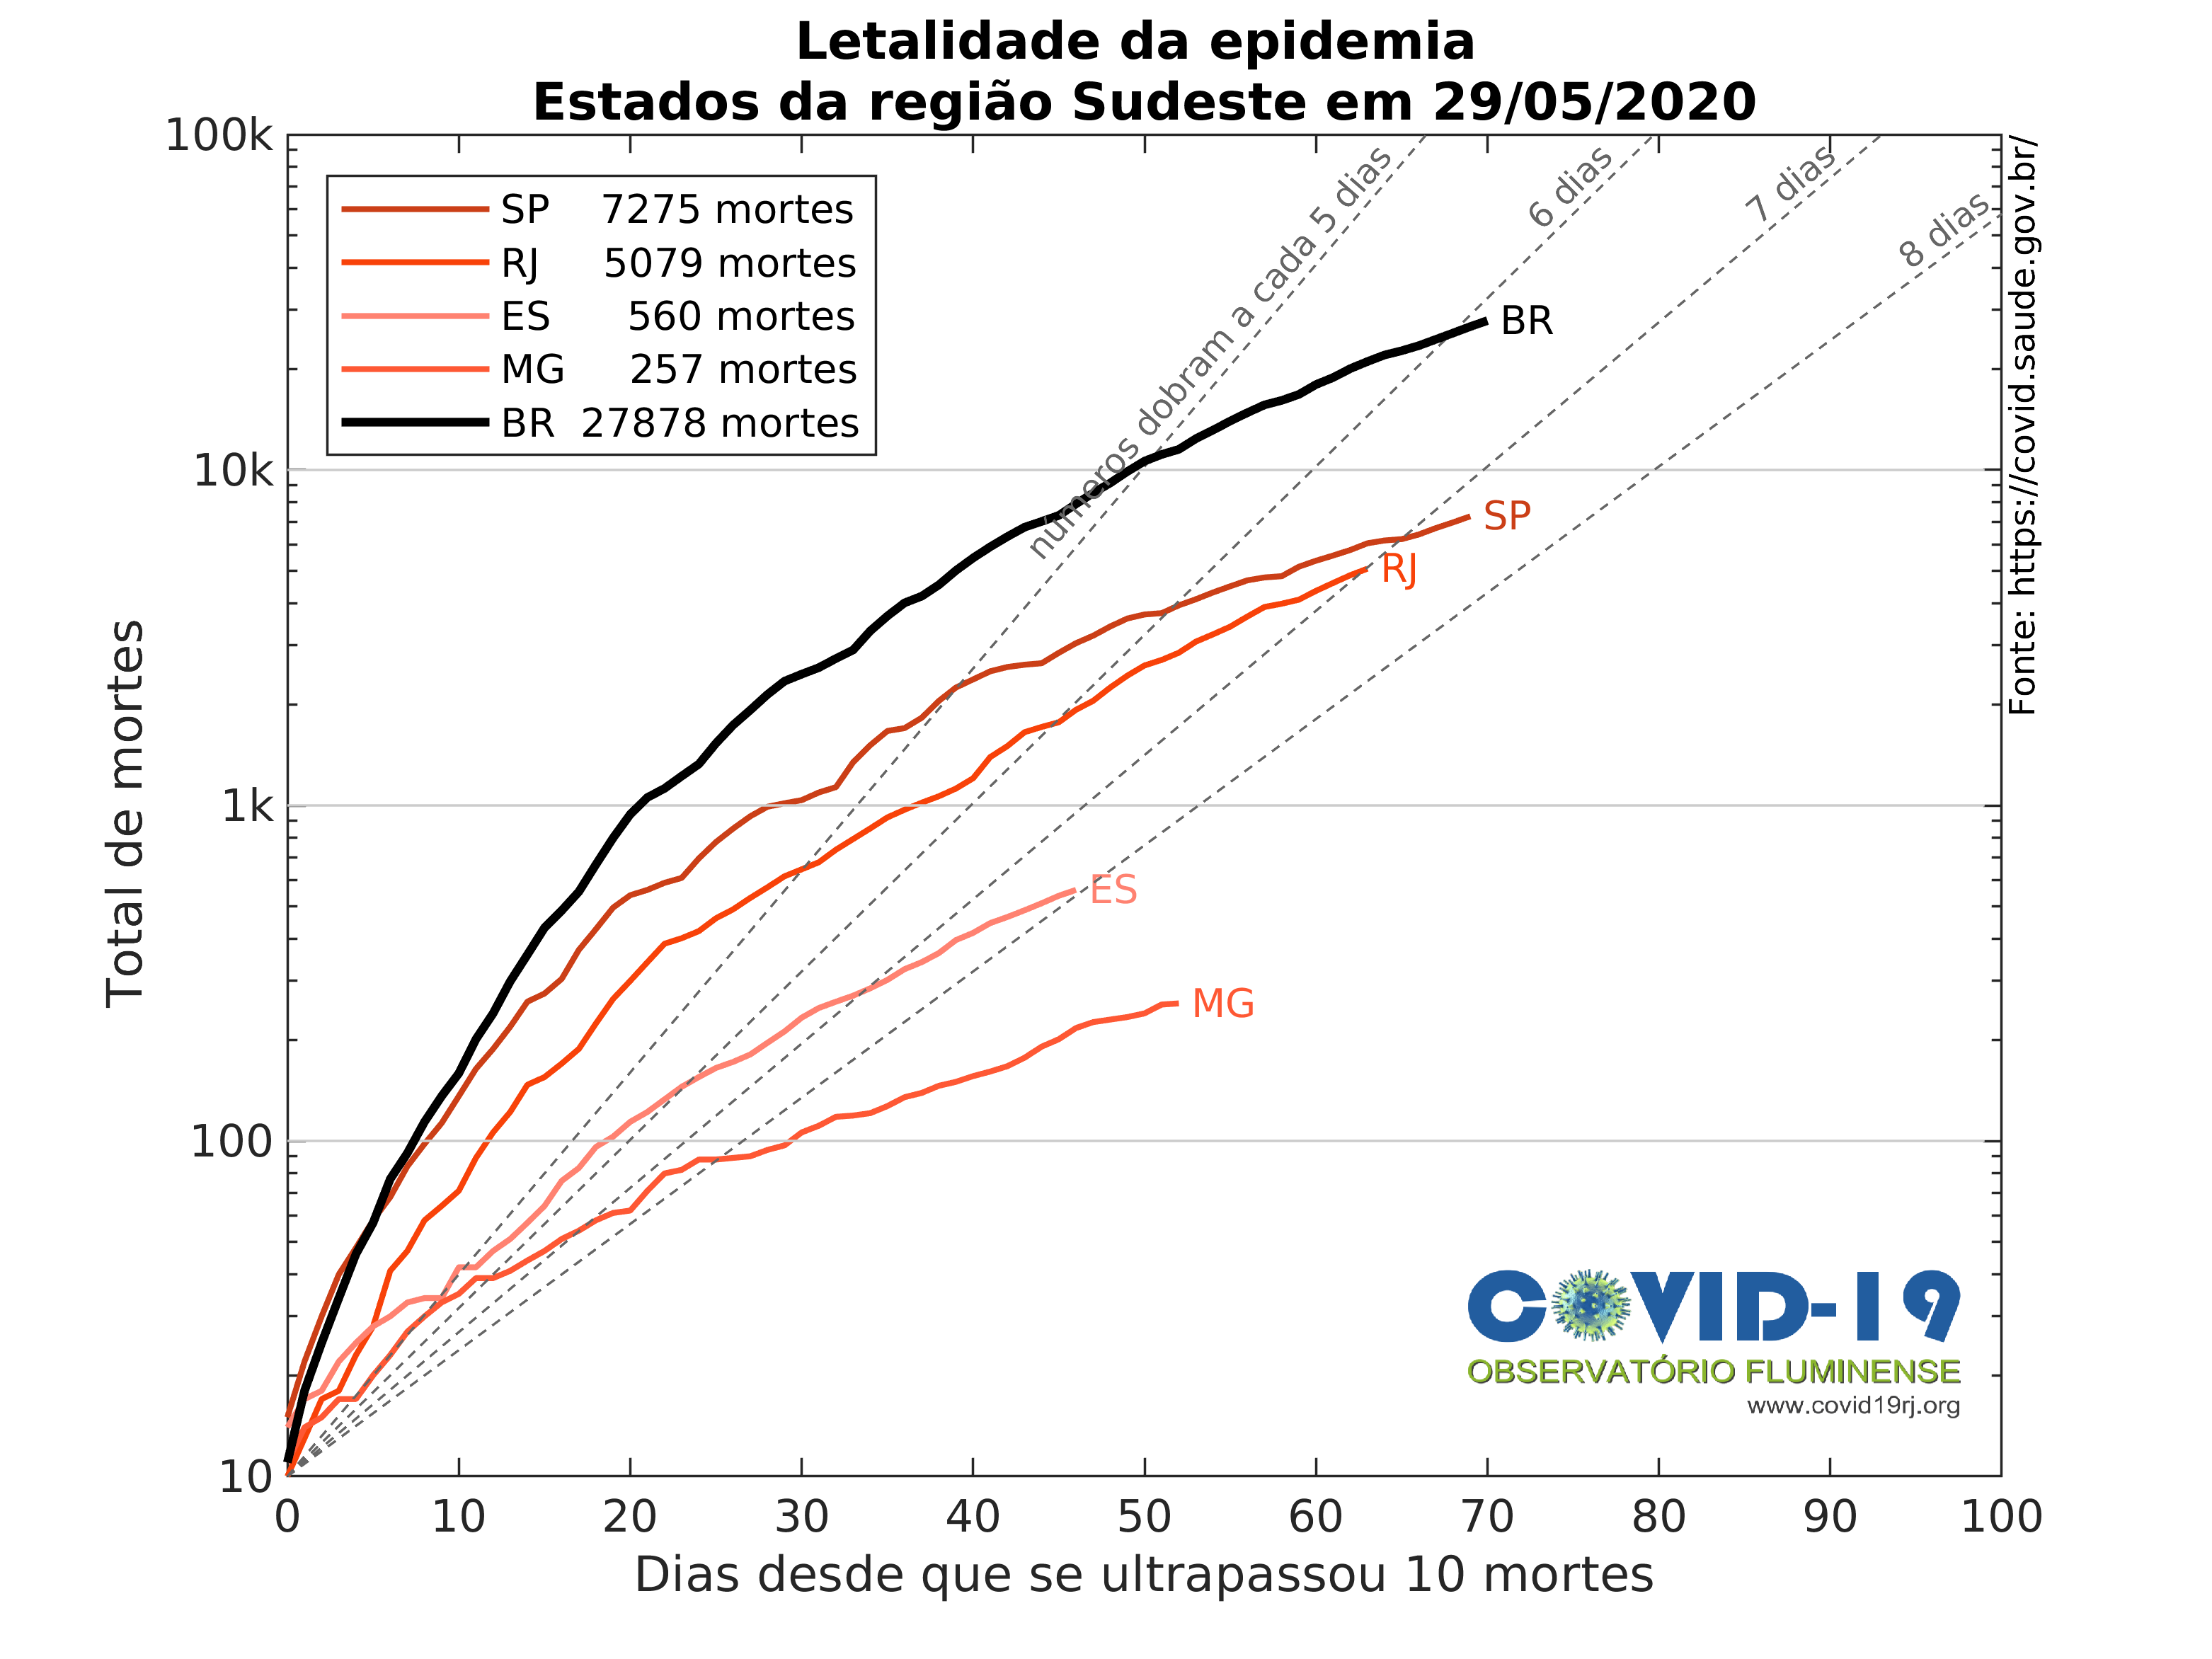 Letalidade da epidemia
Estados da região Sudeste em 29/05/2020
100k
10k
1k
100
10
Total de mortes
SP 7275 mortes
RJ 5079 mortes
ES 560 mortes
MG 257 mortes
BR 27878 mortes
numeros dobram a cada 5 dias
6 dias
7 dias
8 dias
BR
SP
RJ
ES
MG
Fonte: https://covid.saude.gov.br/
COVID-19
OBSERVATÓRIO FLUMINENSE
www.covid19rj.org
0 10 20 30 40 50 60 70 80 90 100
Dias desde que se ultrapassou 10 mortes